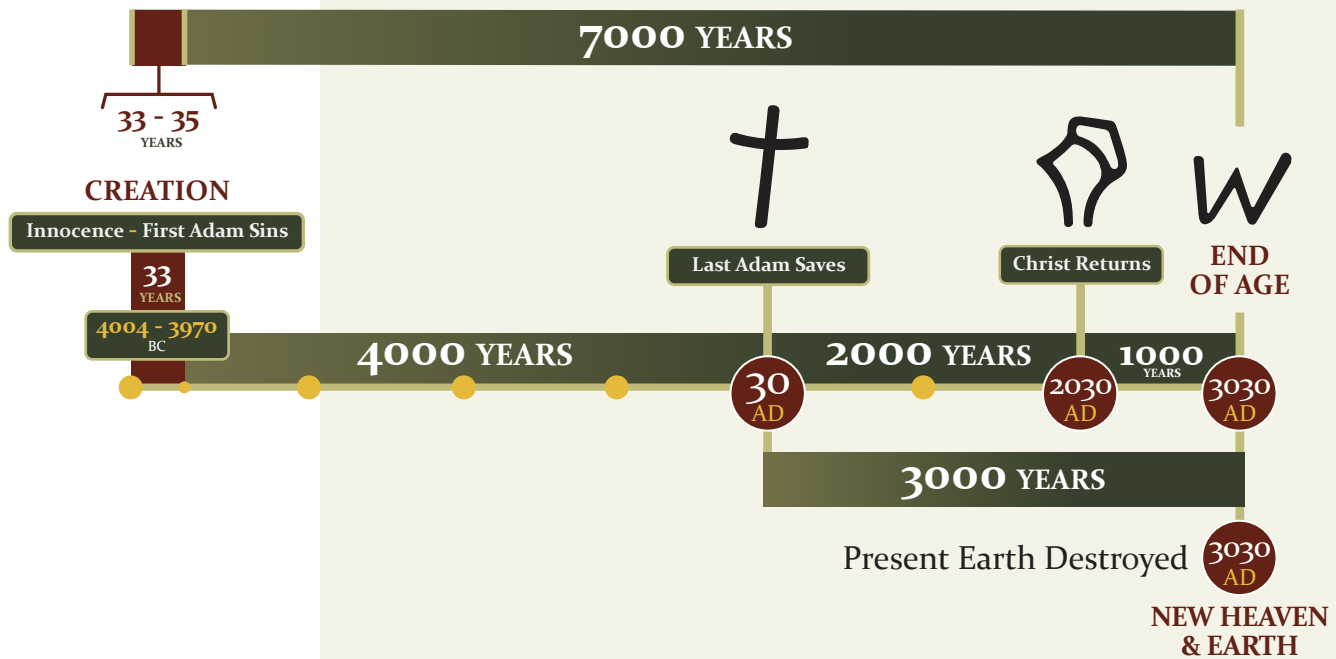 7000 YEARS
33 - 35
YEARS
CREATION
Innocence - First Adam Sins
33
YEARS
4004 - 3970
BC
Last Adam Saves
Christ Returns
END
OF AGE
4000 YEARS
2000 YEARS
1000
YEARS
30
AD
2030
AD
3030
AD
3000 YEARS
Present Earth Destroyed
3030
AD
NEW HEAVEN
& EARTH